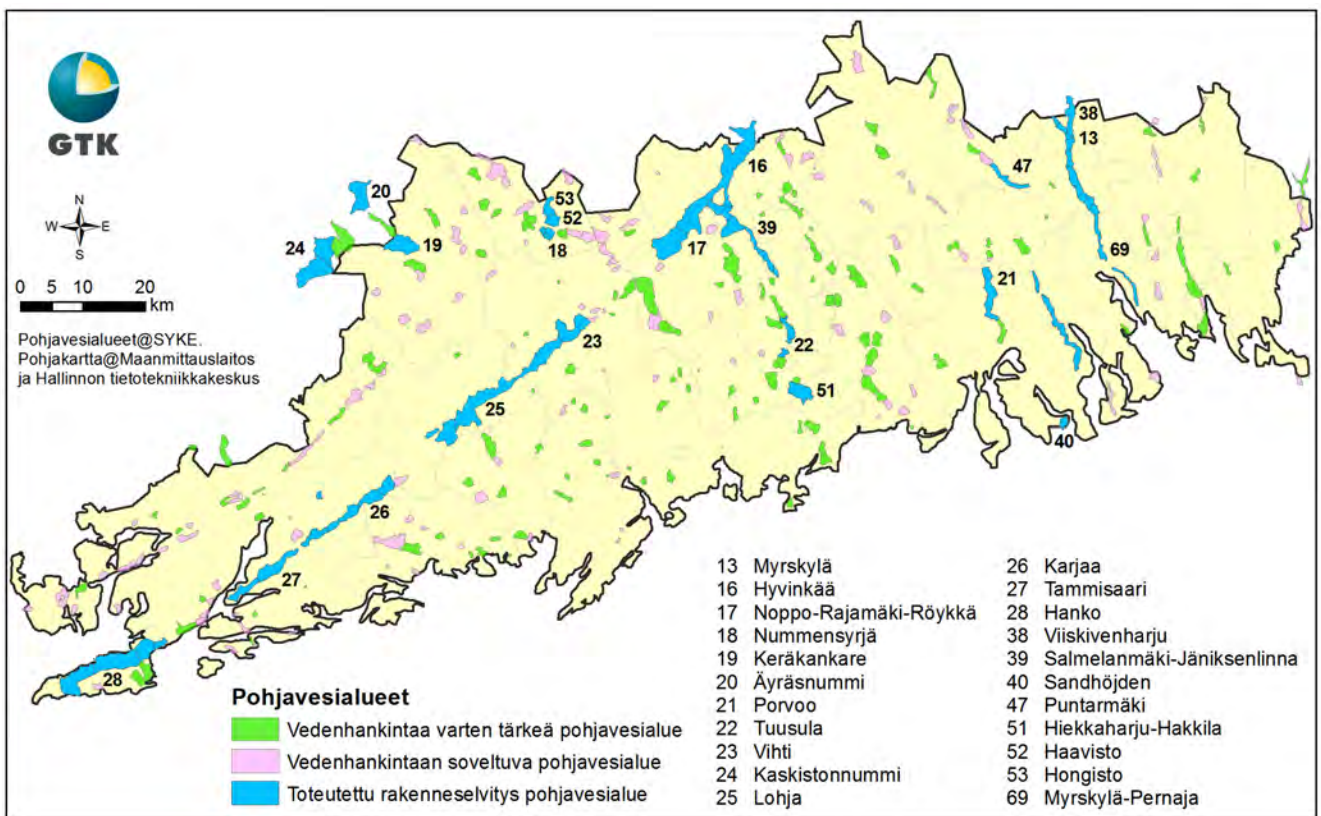 GTK
N
W E
S
0 5 10 20
km
Pohjavesialueet@SYKE.
Pohjakartta@Maanmittauslaitos
ja Hallinnon tietotekniikkakeskus
38
13
16
47
20
53
52
18
17
39
24
19
69
21
23
22
51
25
40
26
27
28
Pohjavesialueet
Vedenhankintaa varten tärkeä pohjavesialue
Vedenhankintaan soveltuva pohjavesialue
Toteutettu rakenneselvitys pohjavesialue
13 Myrskylä
16 Hyvinkää
17 Noppo-Rajamäki-Röykkä
18 Nummensyrjä
19 Keräkankare
20 Äyräsnummi
21 Porvoo
22 Tuusula
23 Vihti
24 Kaskistonnummi
25 Lohja
26 Karjaa
27 Tammisaari
28 Hanko
38 Viiskivenharju
39 Salmelanmäki-Jäniksenlinna
40 Sandhöjden
47 Puntarmäki
51 Hiekkaharju-Hakkila
52 Haavisto
53 Hongisto
69 Myrskylä-Pernaja